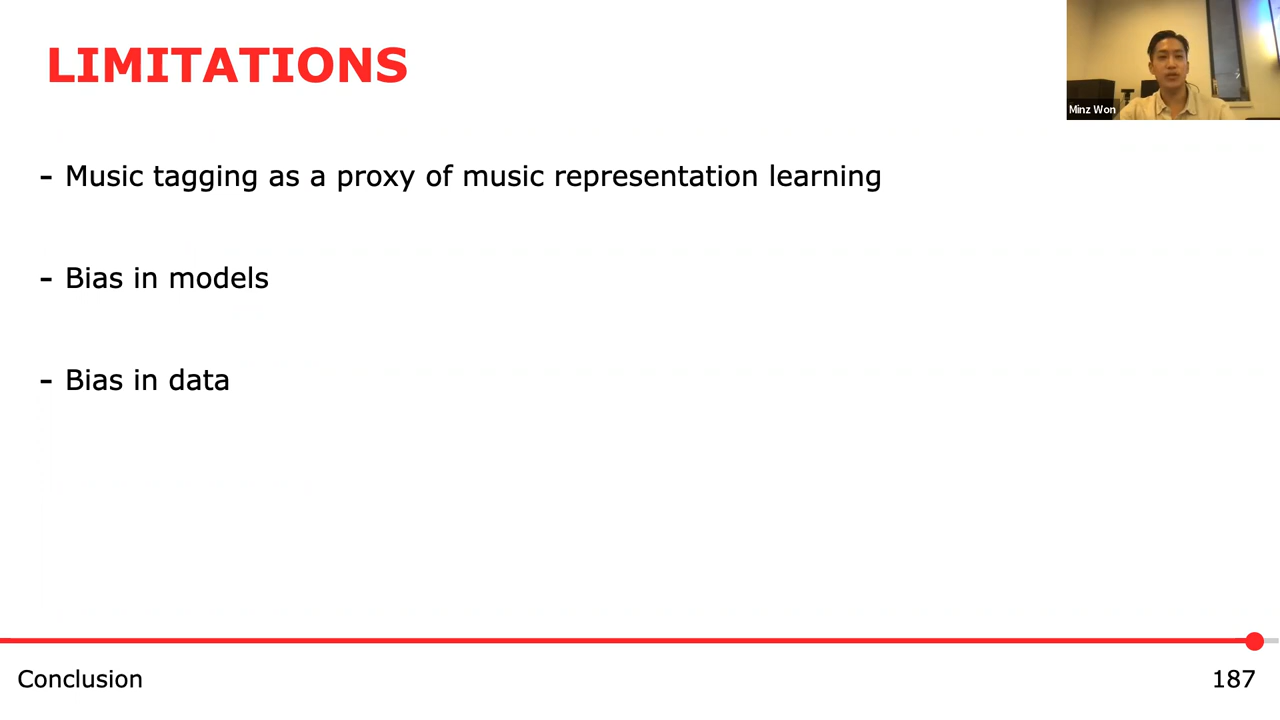 LIMITATIONS
Minz Won
- Music tagging as a proxy of music representation learning
- Bias in models
- Bias in data
Conclusion
187